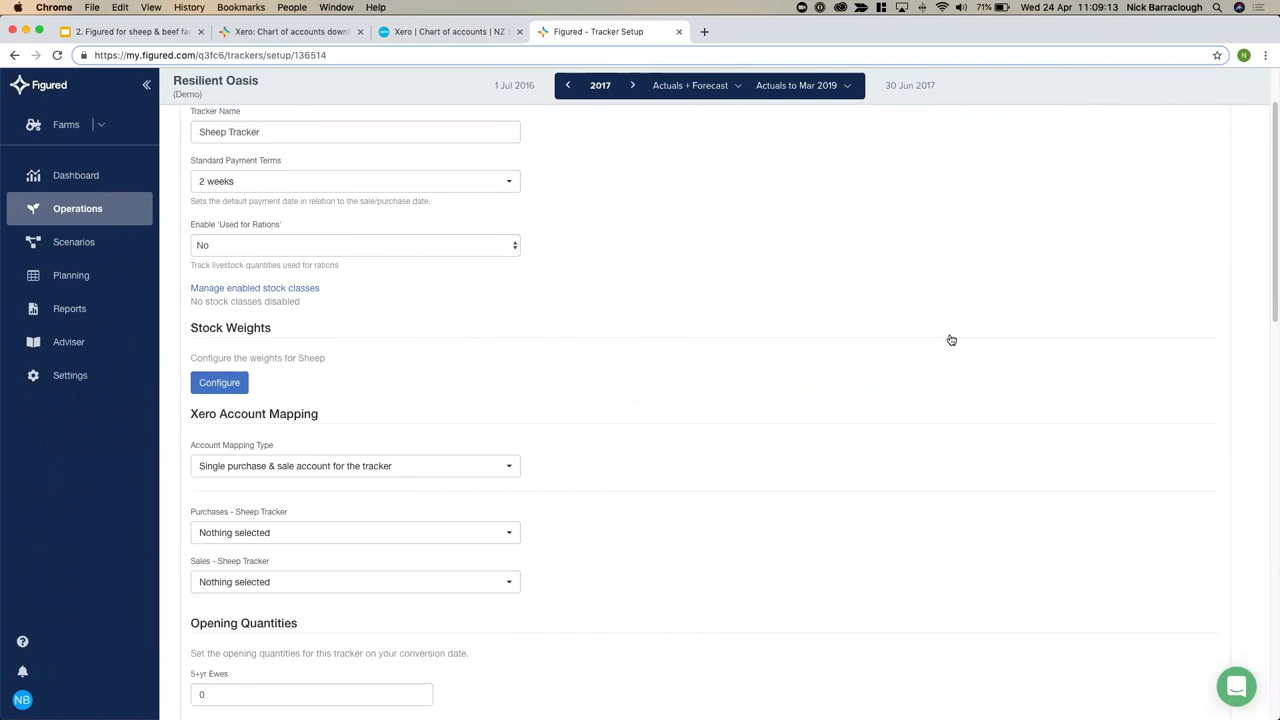 Chrome File Edit View History Bookmarks People Window Help
71% Wed 24 Apr 11:09:13 Nick Barraclough
2. Figured for sheep & beef fa
Xero: Chart of accounts downl
Xero | Chart of accounts | NZ S
Figured - Tracker Setup
https://my.figured.com/q3fc6/trackers/setup/136514
N
Figured
Resilient Oasis
(Demo)
1 Jul 2016
2017
Actuals + Forecast
Actuals to Mar 2019
30 Jun 2017
Farms
Dashboard
Operations
Scenarios
Planning
Reports
Adviser
Settings
NB
Tracker Name
Sheep Tracker
Standard Payment Terms
2 weeks
Sets the default payment date in relation to the sale/purchase date.
Enable 'Used for Rations'
No
Track livestock quantities used for rations
Manage enabled stock classes
No stock classes disabled
Stock Weights
Configure the weights for Sheep
Configure
Xero Account Mapping
Account Mapping Type
Single purchase & sale account for the tracker
Purchases - Sheep Tracker
Nothing selected
Sales - Sheep Tracker
Nothing selected
Opening Quantities
Set the opening quantities for this tracker on your conversion date.
5+yr Ewes
0